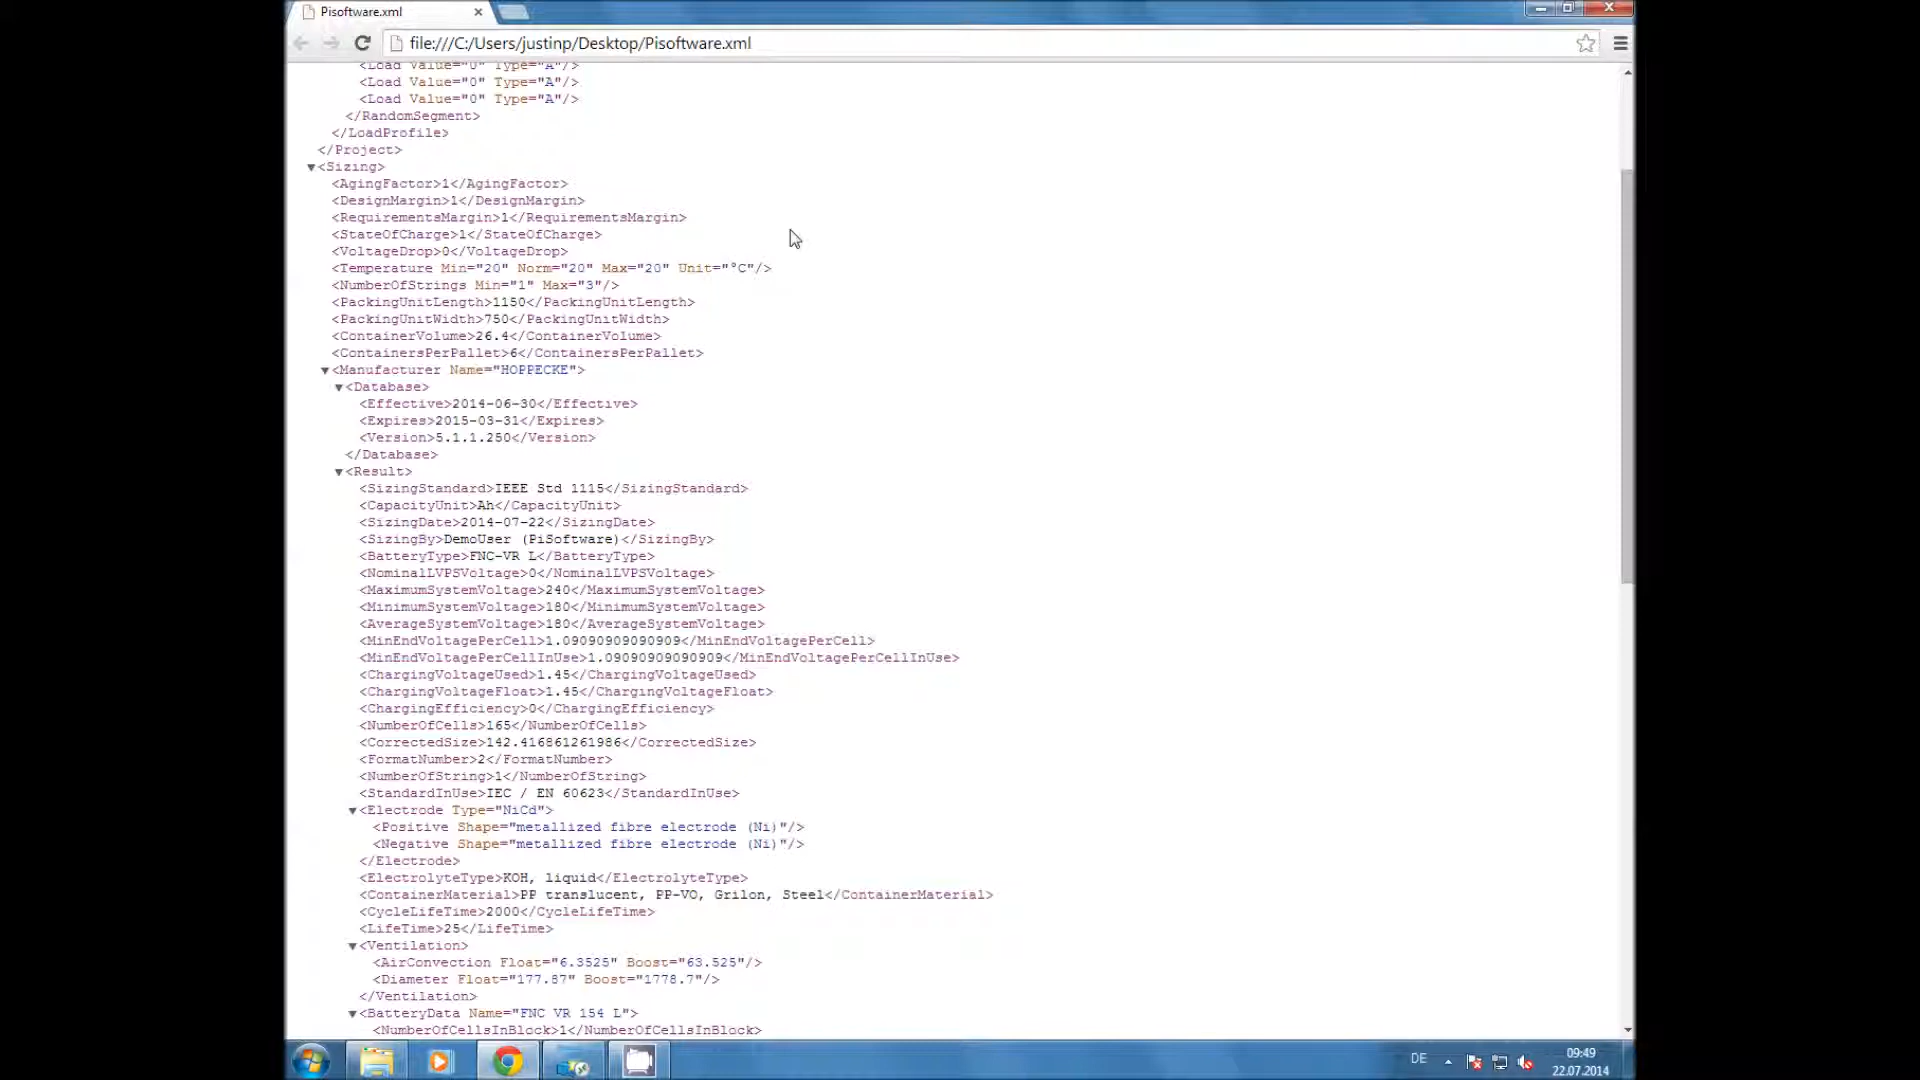 Pisoftware.xml
file:///C:/Users/justinp/Desktop/Pisoftware.xml
<Load Value="0" Type="A"/>
<Load Value="0" Type="A"/>
<Load Value="0" Type="A"/>
</RandomSegment>
</LoadProfile>
</Project>
▼<Sizing>
<AgingFactor>1</AgingFactor>
<DesignMargin>1</DesignMargin>
<RequirementsMargin>1</RequirementsMargin>
<StateOfCharge>1</StateOfCharge>
<VoltageDrop>0</VoltageDrop>
<Temperature Min="20" Norm="20" Max="20" Unit="°C"/>
<NumberOfStrings Min="1" Max="3"/>
<PackingUnitLength>1150</PackingUnitLength>
<PackingUnitWidth>750</PackingUnitWidth>
<ContainerVolume>26.4</ContainerVolume>
<ContainersPerPallet>6</ContainersPerPallet>
▼<Manufacturer Name="HOPPECKE">
▼<Database>
<Effective>2014-06-30</Effective>
<Expires>2015-03-31</Expires>
<Version>5.1.1.250</Version>
</Database>
▼<Result>
<SizingStandard>IEEE Std 1115</SizingStandard>
<CapacityUnit>Ah</CapacityUnit>
<SizingDate>2014-07-22</SizingDate>
<SizingBy>DemoUser (PiSoftware)</SizingBy>
<BatteryType>FNC-VR L</BatteryType>
<NominalLVPSVoltage>0</NominalLVPSVoltage>
<MaximumSystemVoltage>240</MaximumSystemVoltage>
<MinimumSystemVoltage>180</MinimumSystemVoltage>
<AverageSystemVoltage>180</AverageSystemVoltage>
<MinEndVoltagePerCell>1.09090909090909</MinEndVoltagePerCell>
<MinEndVoltagePerCellInUse>1.09090909090909</MinEndVoltagePerCellInUse>
<ChargingVoltageUsed>1.45</ChargingVoltageUsed>
<ChargingVoltageFloat>1.45</ChargingVoltageFloat>
<ChargingEfficiency>0</ChargingEfficiency>
<NumberOfCells>165</NumberOfCells>
<CorrectedSize>142.416861261986</CorrectedSize>
<FormatNumber>2</FormatNumber>
<NumberOfString>1</NumberOfString>
<StandardInUse>IEC / EN 60623</StandardInUse>
▼<Electrode Type="NiCd">
<Positive Shape="metallized fibre electrode (Ni)"/>
<Negative Shape="metallized fibre electrode (Ni)"/>
</Electrode>
<ElectrolyteType>KOH, liquid</ElectrolyteType>
<ContainerMaterial>PP translucent, PP-VO, Grilon, Steel</ContainerMaterial>
<CycleLifeTime>2000</CycleLifeTime>
<LifeTime>25</LifeTime>
▼<Ventilation>
<AirConvection Float="6.3525" Boost="63.525"/>
<Diameter Float="177.87" Boost="1778.7"/>
</Ventilation>
▼<BatteryData Name="FNC VR 154 L">
<NumberOfCellsInBlock>1</NumberOfCellsInBlock>
DE
09:49
22.07.2014